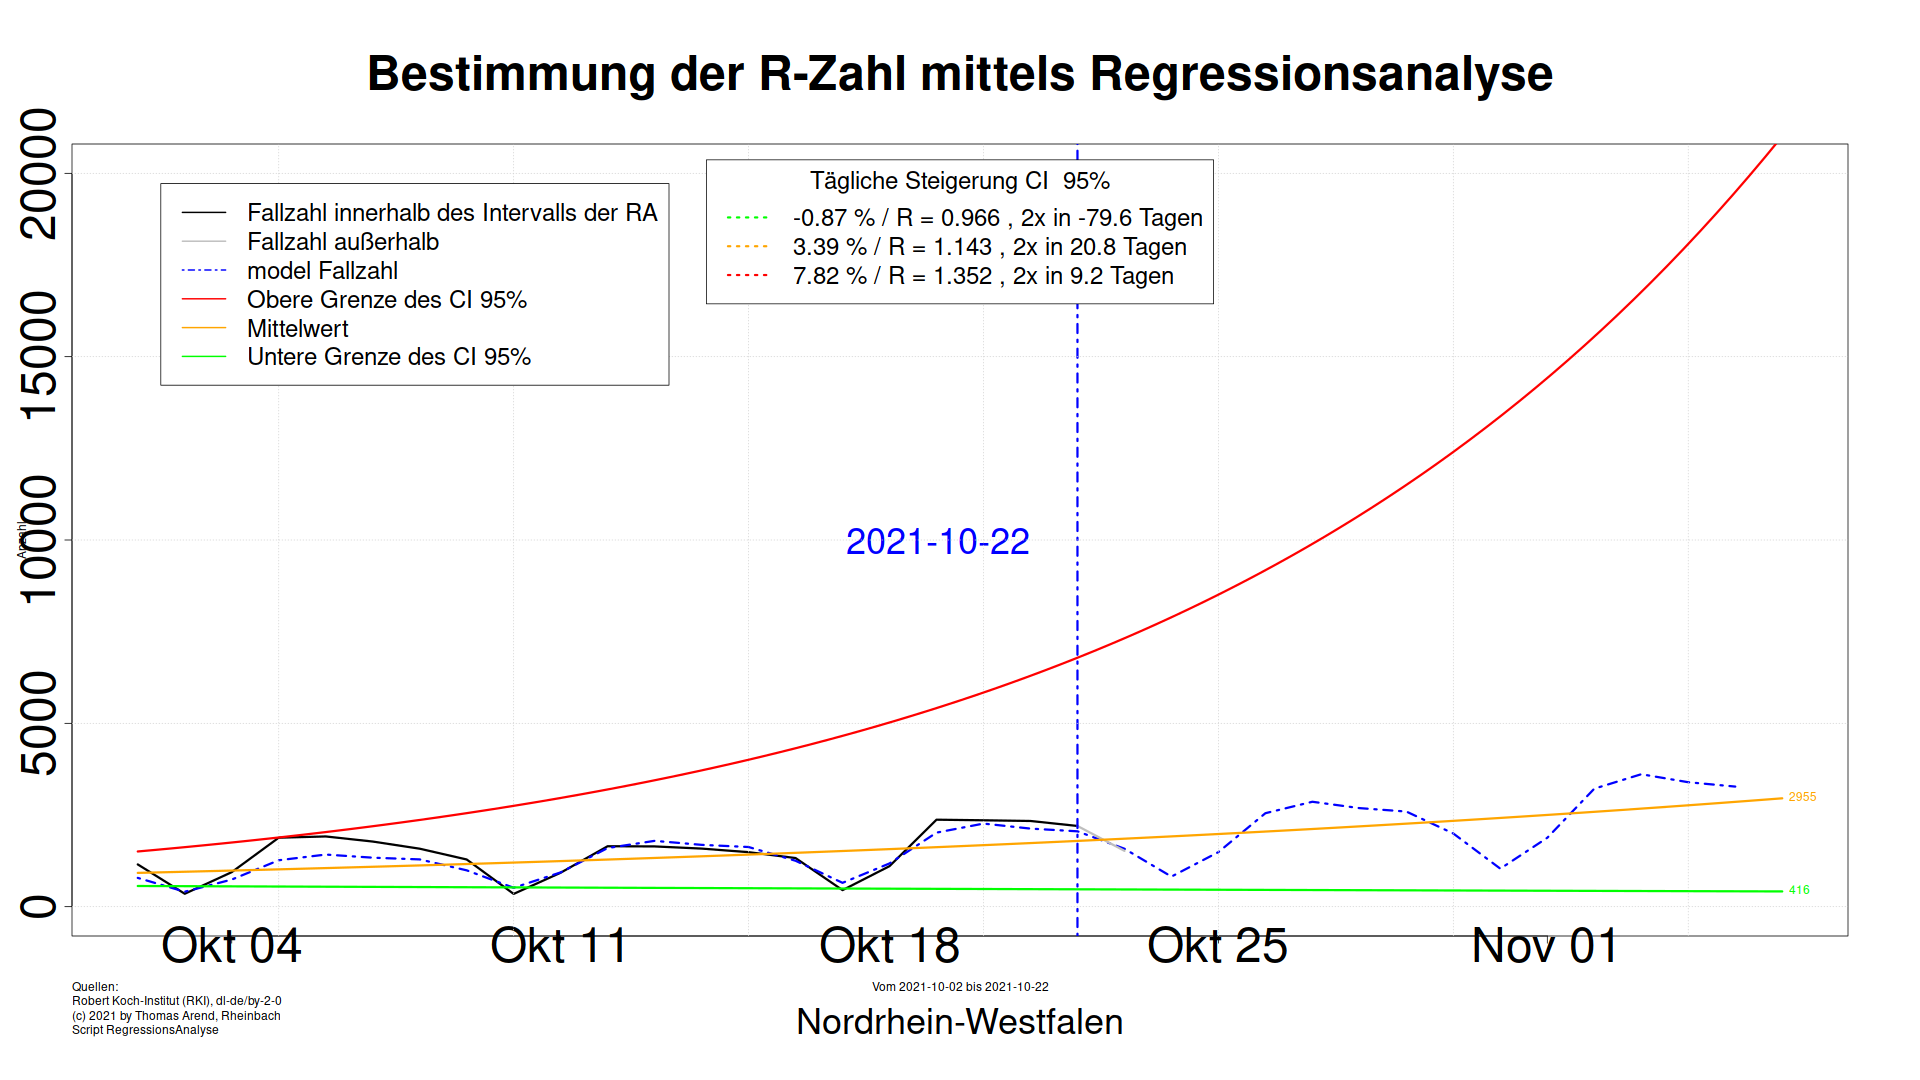 Bestimmung der R-Zahl mittels Regressionsanalyse
Fallzahl innerhalb des Intervalls der RA
Fallzahl außerhalb
model Fallzahl
Obere Grenze des CI 95%
Mittelwert
Untere Grenze des CI 95%
Tägliche Steigerung CI  95%
-0.87 % / R = 0.966 , 2x in -79.6 Tagen
3.39 % / R = 1.143 , 2x in 20.8 Tagen
7.82 % / R = 1.352 , 2x in 9.2 Tagen
20000
15000
10000
5000
0
Anzahl
2021-10-22
2955
416
Okt 04
Okt 11
Okt 18
Okt 25
Nov 01
Quellen:
Robert Koch-Institut (RKI), dl-de/by-2-0
(c) 2021 by Thomas Arend, Rheinbach
Script RegressionsAnalyse
Vom 2021-10-02 bis 2021-10-22
Nordrhein-Westfalen